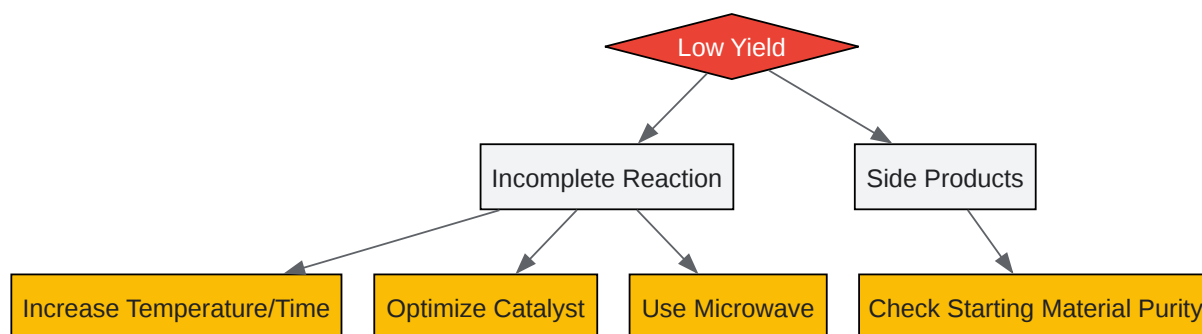 Low Yield
Incomplete Reaction
Side Products
Increase Temperature/Time
Optimize Catalyst
Use Microwave
Check Starting Material Purity